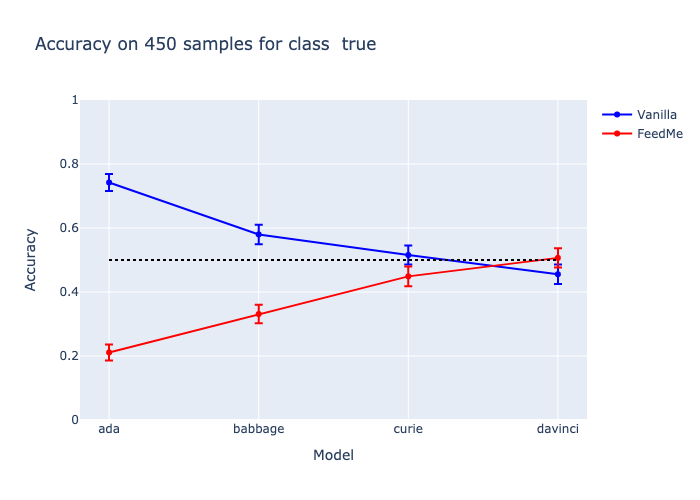 Accuracy on 450 samples for class  true
Vanilla
FeedMe
1
0.8
0.6
0.4
0.2
0
Accuracy
ada
babbage
curie
davinci
Model